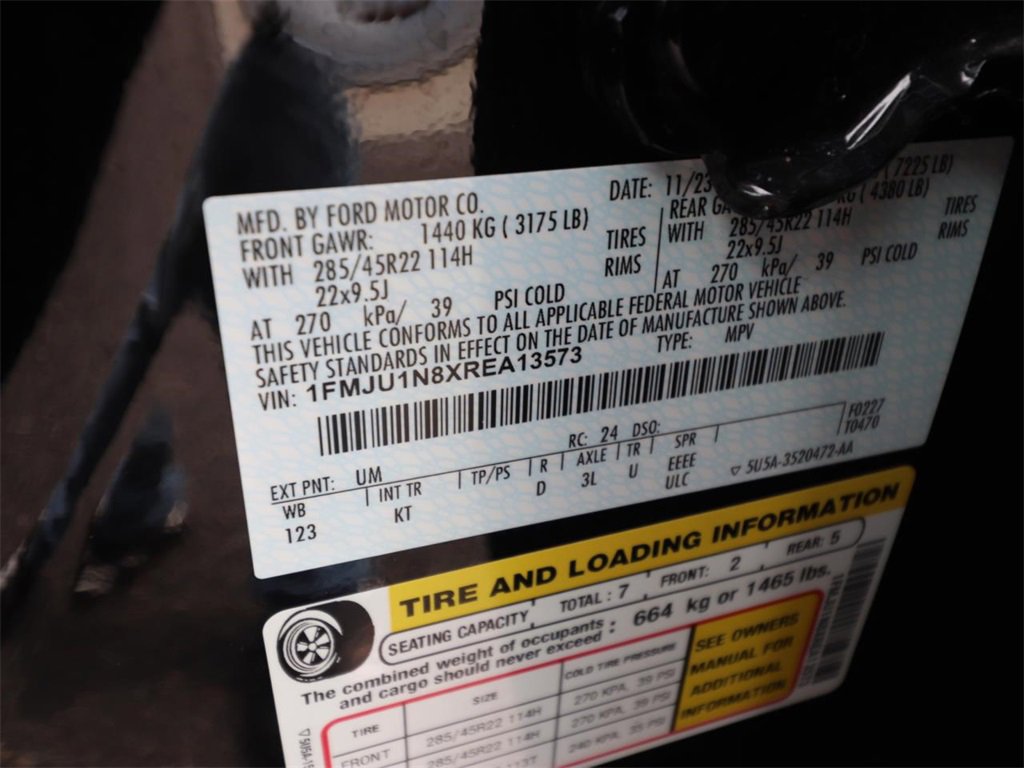 MFD. BY FORD MOTOR CO.
DATE: 11/23
FRONT GAWR: 1440 KG ( 3175 LB)
WITH 285/45R22 114H TIRES
22x9.5J RIMS
AT 270 kPa/ 39 PSI COLD
( 7225 LB)
REAR GA KG ( 4380 LB)
WITH 285/45R22 114H TIRES
22x9.5J RIMS
AT 270 kPa/ 39 PSI COLD
THIS VEHICLE CONFORMS TO ALL APPLICABLE FEDERAL MOTOR VEHICLE
SAFETY STANDARDS IN EFFECT ON THE DATE OF MANUFACTURE SHOWN ABOVE.
VIN: 1FMJU1N8XREA13573 TYPE: MPV
F0227
T0470
EXT PNT: UM RC: 24 DSO:
WB INT TR TP/PS R AXLE TR SPR
123 KT D 3L U EEEE
ULC
▽ 5U5A-3520472-AA
TIRE AND LOADING INFORMATION
SEATING CAPACITY TOTAL : 7 FRONT: 2 REAR: 5
The combined weight of occupants
and cargo should never exceed : 664 kg or 1465 lbs.
TIRE SIZE COLD TIRE PRESSURE
FRONT 285/45R22 114H 270 KPA, 39 PSI
285/45R22 114H 270 KPA, 39 PSI
240 KPA, 35 PSI
SEE OWNERS
MANUAL FOR
ADDITIONAL
INFORMATION